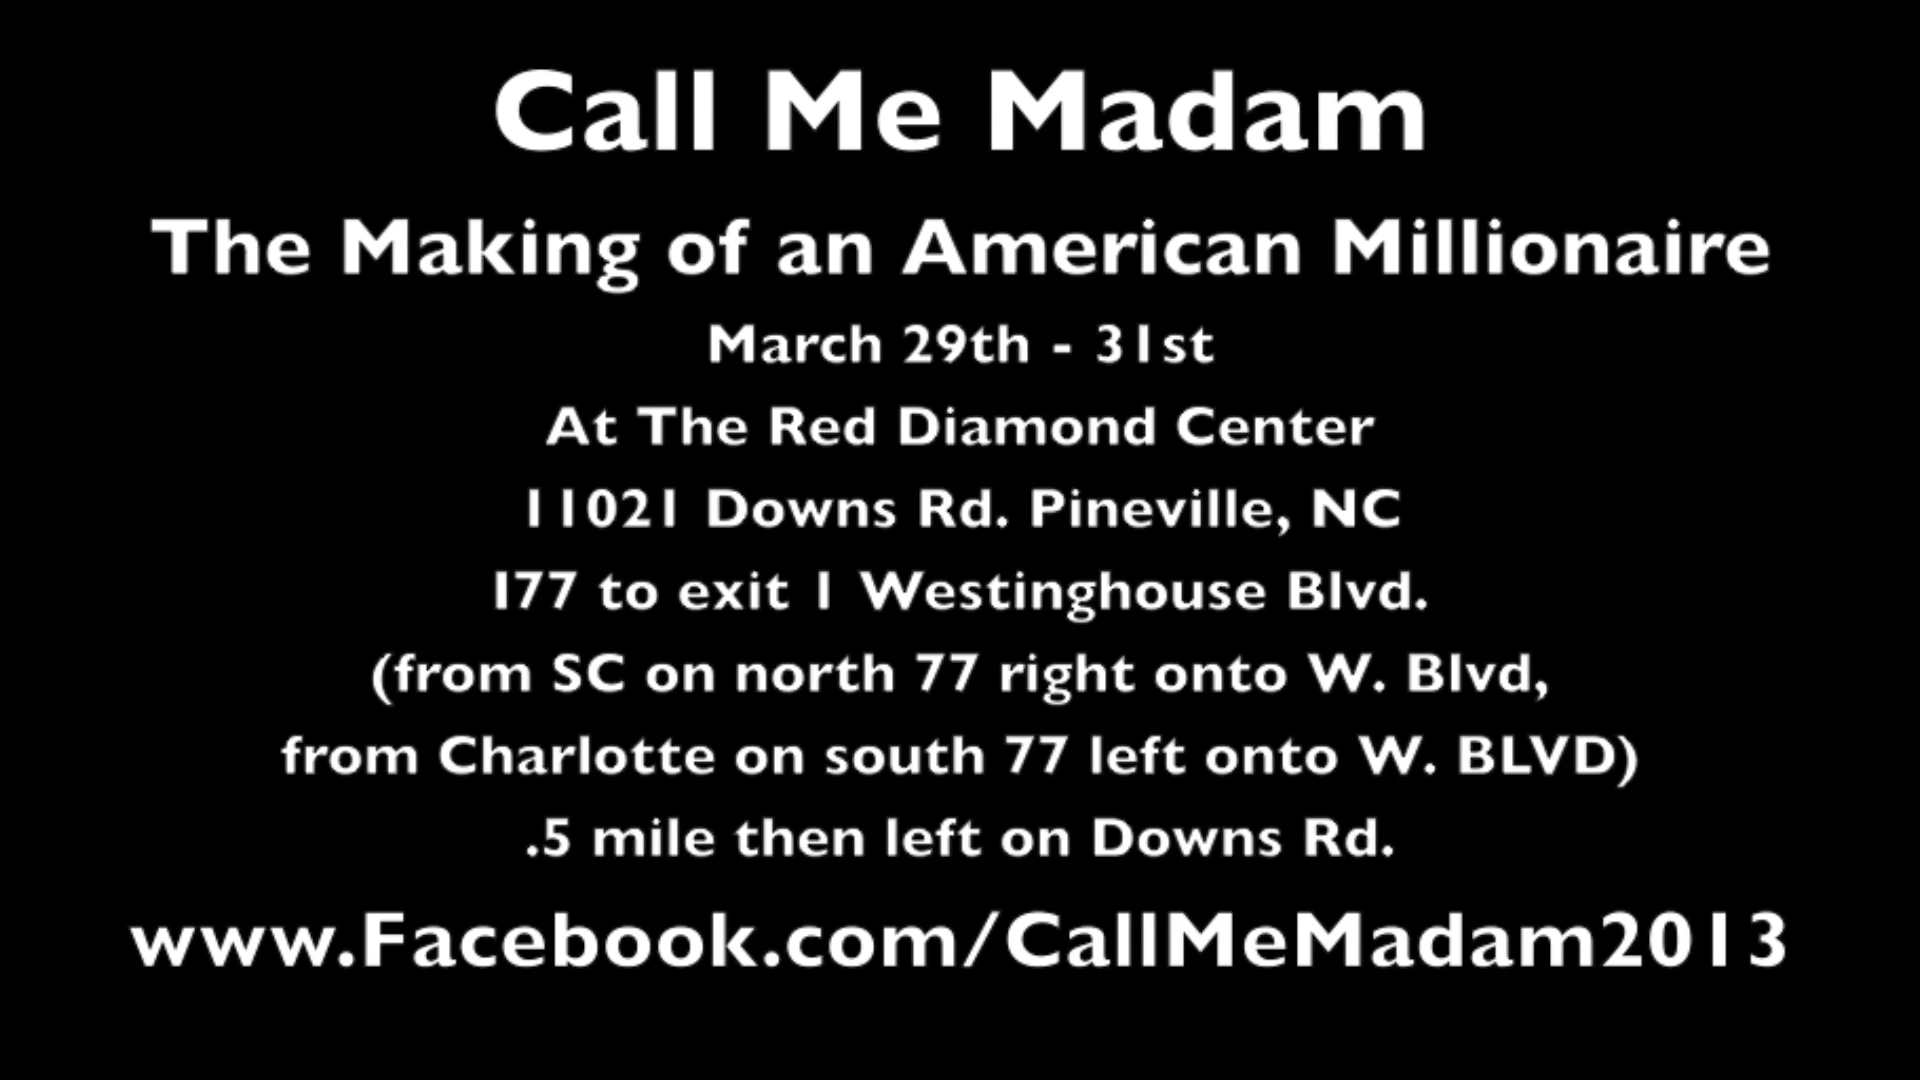 Call Me Madam
The Making of an American Millionaire
March 29th - 31st
At The Red Diamond Center
11021 Downs Rd. Pineville, NC
I77 to exit 1 Westinghouse Blvd.
(from SC on north 77 right onto W. Blvd,
from Charlotte on south 77 left onto W. BLVD)
.5 mile then left on Downs Rd.
www.Facebook.com/CallMeMadam2013